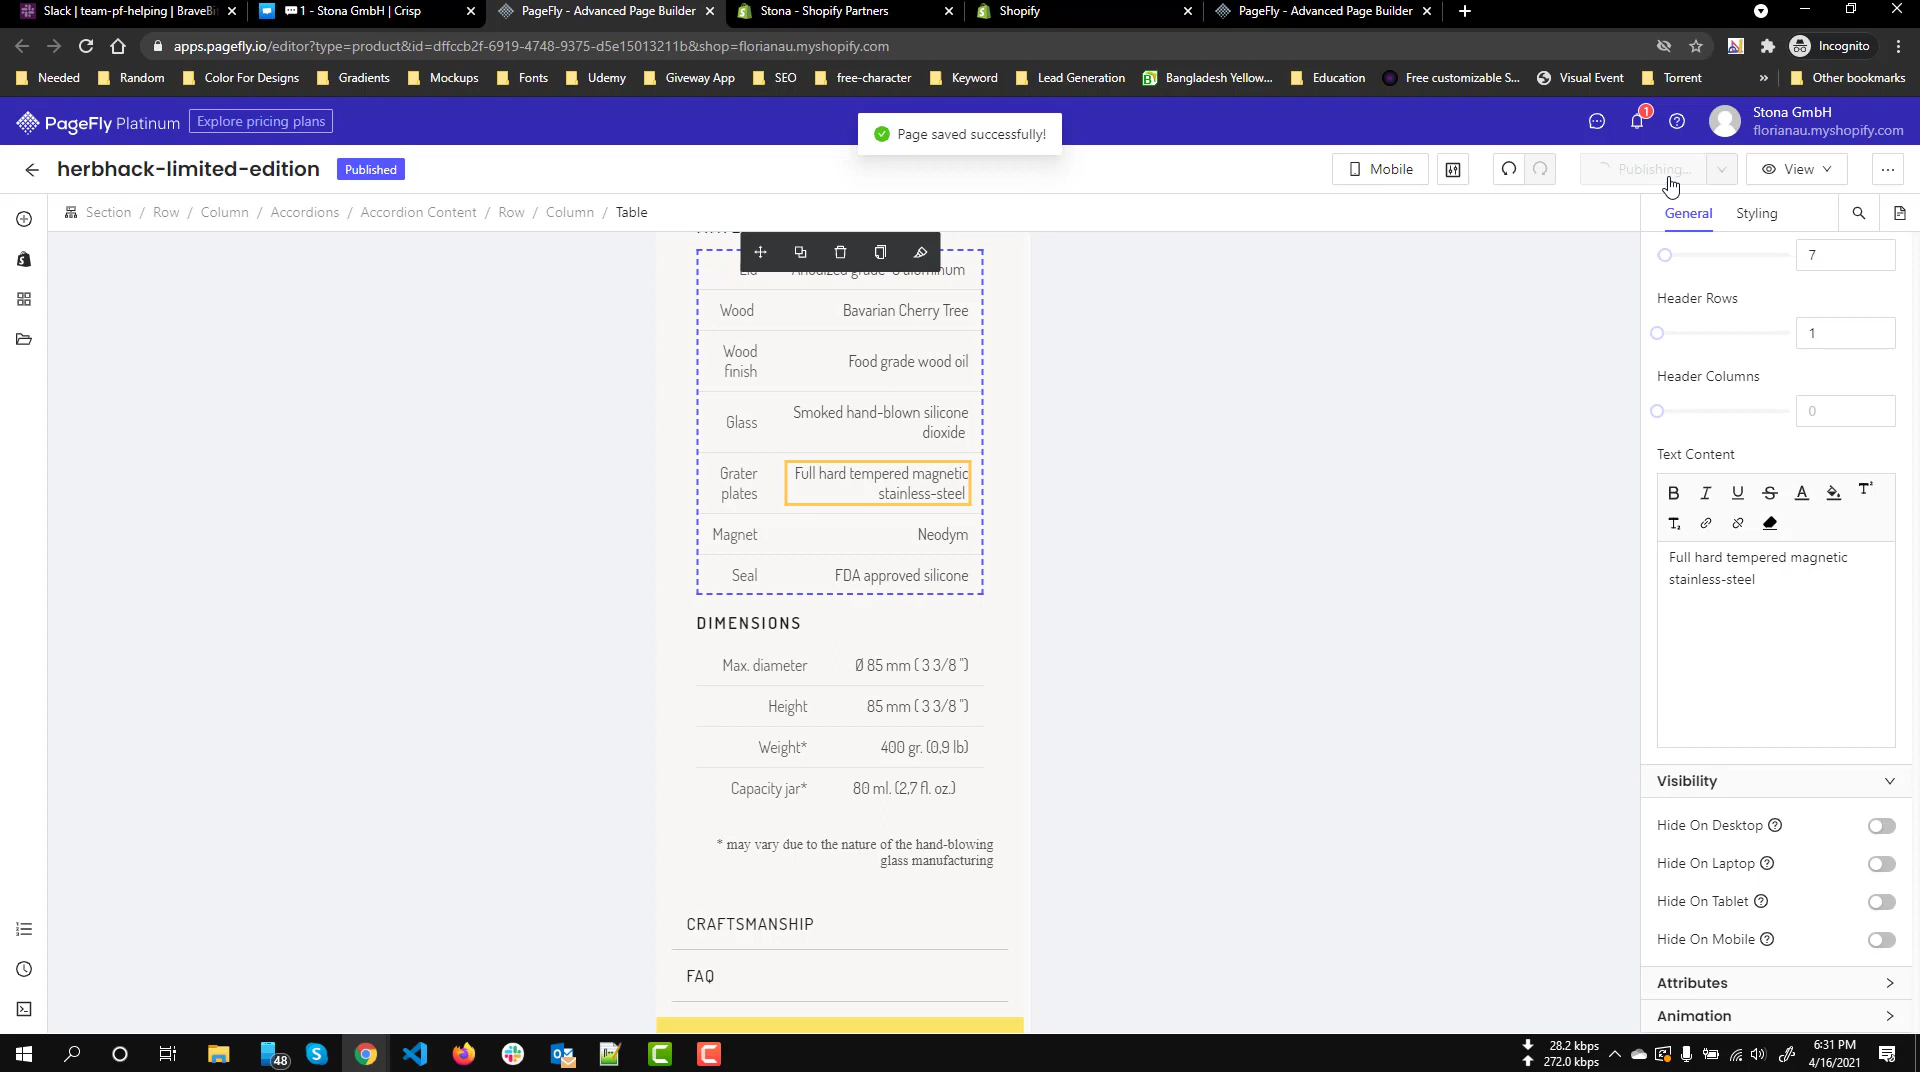 Slack | team-pf-helping | BraveBi
1 - Stona GmbH | Crisp
PageFly - Advanced Page Builder
Stona - Shopify Partners
Shopify
PageFly - Advanced Page Builder
apps.pagefly.io/editor?type=product&id=dffccb2f-6919-4748-9375-d5e15013211b&shop=florianau.myshopify.com
Incognito
Needed
Random
Color For Designs
Gradients
Mockups
Fonts
Udemy
Giveway App
SEO
free-character
Keyword
Lead Generation
Bangladesh Yellow...
Education
Free customizable S...
Visual Event
Torrent
»
Other bookmarks
PageFly Platinum
Explore pricing plans
Page saved successfully!
1
Stona GmbH
florianau.myshopify.com
herbhack-limited-edition
Published
Mobile
Publishing...
View
Section / Row / Column / Accordions / Accordion Content / Row / Column / Table
General
Styling
7
Header Rows
1
Header Columns
0
Text Content
Full hard tempered magnetic
stainless-steel
Visibility
Hide On Desktop
Hide On Laptop
Hide On Tablet
Hide On Mobile
Attributes
Animation
Wood Bavarian Cherry Tree
Wood
finish
Food grade wood oil
Glass
Smoked hand-blown silicone
dioxide
Grater
plates
Full hard tempered magnetic
stainless-steel
Magnet Neodym
Seal FDA approved silicone
DIMENSIONS
Max. diameter Ø 85 mm ( 3 3/8 ")
Height 85 mm ( 3 3/8 ")
Weight* 400 gr. (0,9 lb)
Capacity jar* 80 ml. (2,7 fl. oz.)
* may vary due to the nature of the hand-blowing
glass manufacturing
CRAFTSMANSHIP
FAQ
48
28.2 kbps
272.0 kbps
6:31 PM
4/16/2021